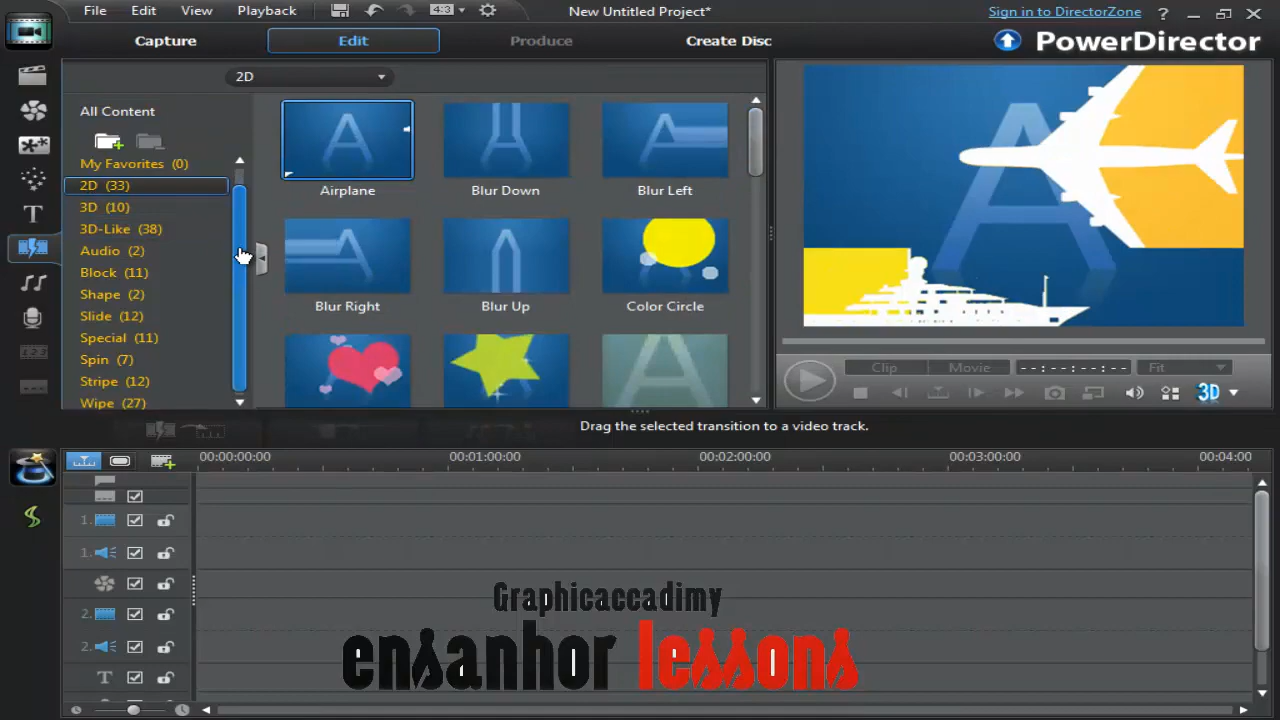 File Edit View Playback 4:3 New Untitled Project* Sign in to DirectorZone ?
Capture Edit Produce Create Disc PowerDirector
2D
All Content
My Favorites (0)
2D (33)
3D (10)
3D-Like (38)
Audio (2)
Block (11)
Shape (2)
Slide (12)
Special (11)
Spin (7)
Stripe (12)
Wipe (27)
Airplane Blur Down Blur Left
Blur Right Blur Up Color Circle
Clip Movie --:--:--:-- Fit
3D
Drag the selected transition to a video track.
00:00:00:00 00:01:00:00 00:02:00:00 00:03:00:00 00:04:00
1.
1.
2.
2.
T
Graphicaccadimy
ensanhor lessons